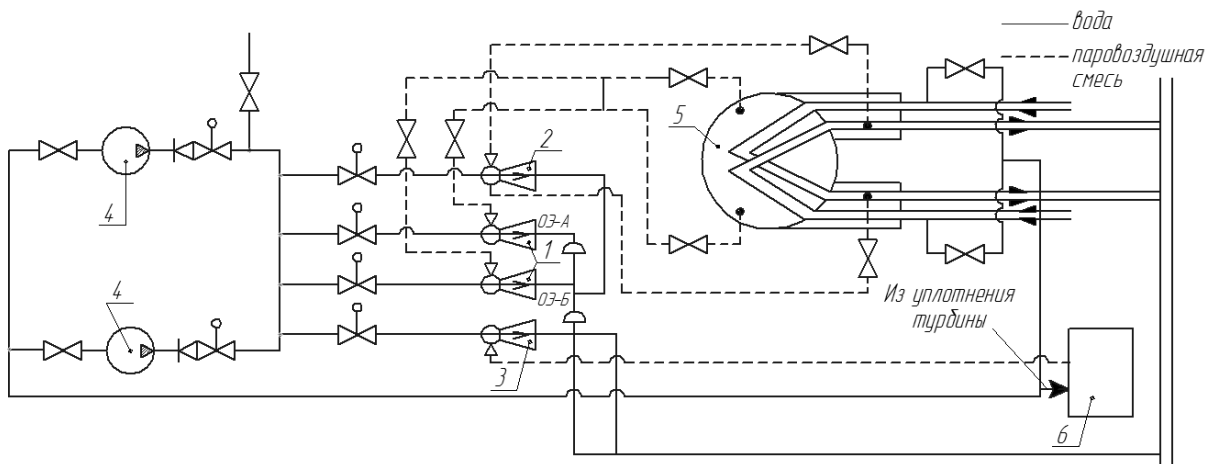 вода
паровоздушная
смесь
5
2
4
ОЭ-А
1
ОЭ-Б
4
Из уплотнения
турбины
3
6